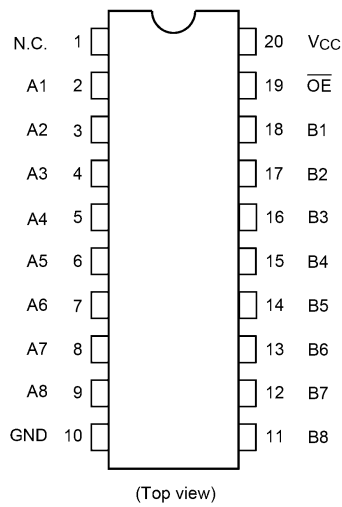 N.C. 1 20 VCC
A1 2 19 O̅E̅
A2 3 18 B1
A3 4 17 B2
A4 5 16 B3
A5 6 15 B4
A6 7 14 B5
A7 8 13 B6
A8 9 12 B7
GND 10 11 B8
(Top view)